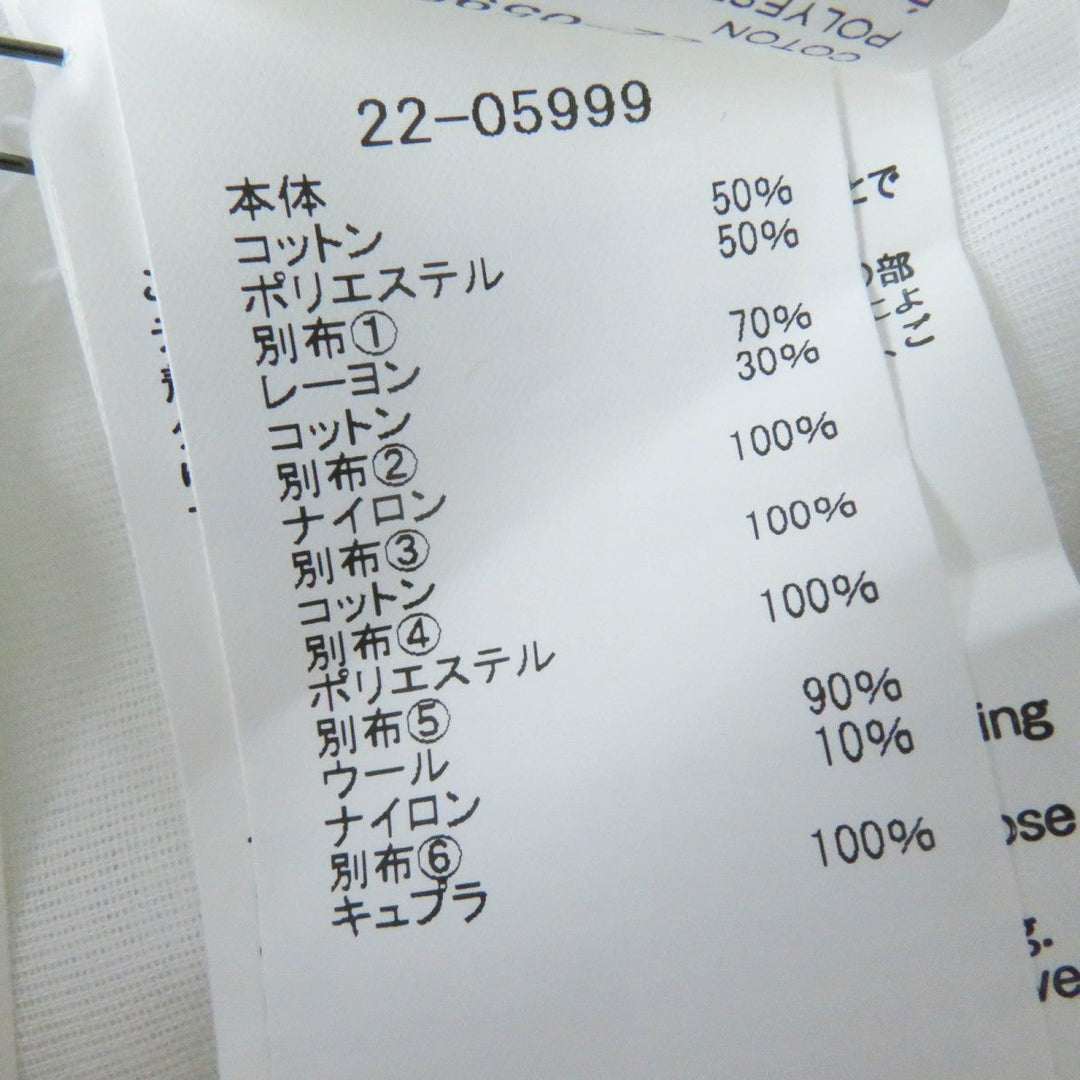 COTON
POLYES
22-05999
本体
コットン 50%
ポリエステル 50%
別布①
レーヨン 70%
コットン 30%
別布②
ナイロン 100%
別布③
コットン 100%
別布④
ポリエステル 100%
別布⑤
ウール 90%
ナイロン 10%
別布⑥
キュプラ 100%
で
部
ing
ose